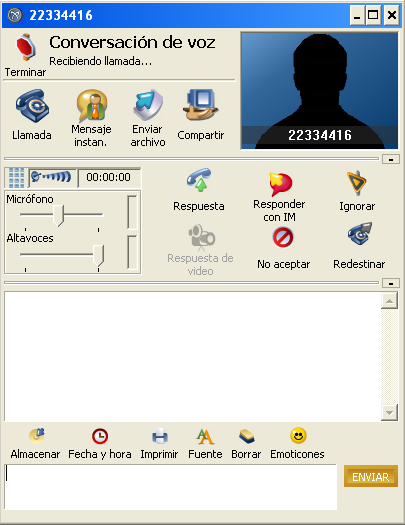 22334416
Conversación de voz
Recibiendo llamada...
Terminar
22334416
Llamada
Mensaje
instan.
Enviar
archivo
Compartir
00:00:00
Micrófono
Altavoces
Respuesta
Responder
con IM
Ignorar
Respuesta de
video
No aceptar
Redestinar
Almacenar
Fecha y hora
Imprimir
Fuente
Borrar
Emoticones
ENVIAR